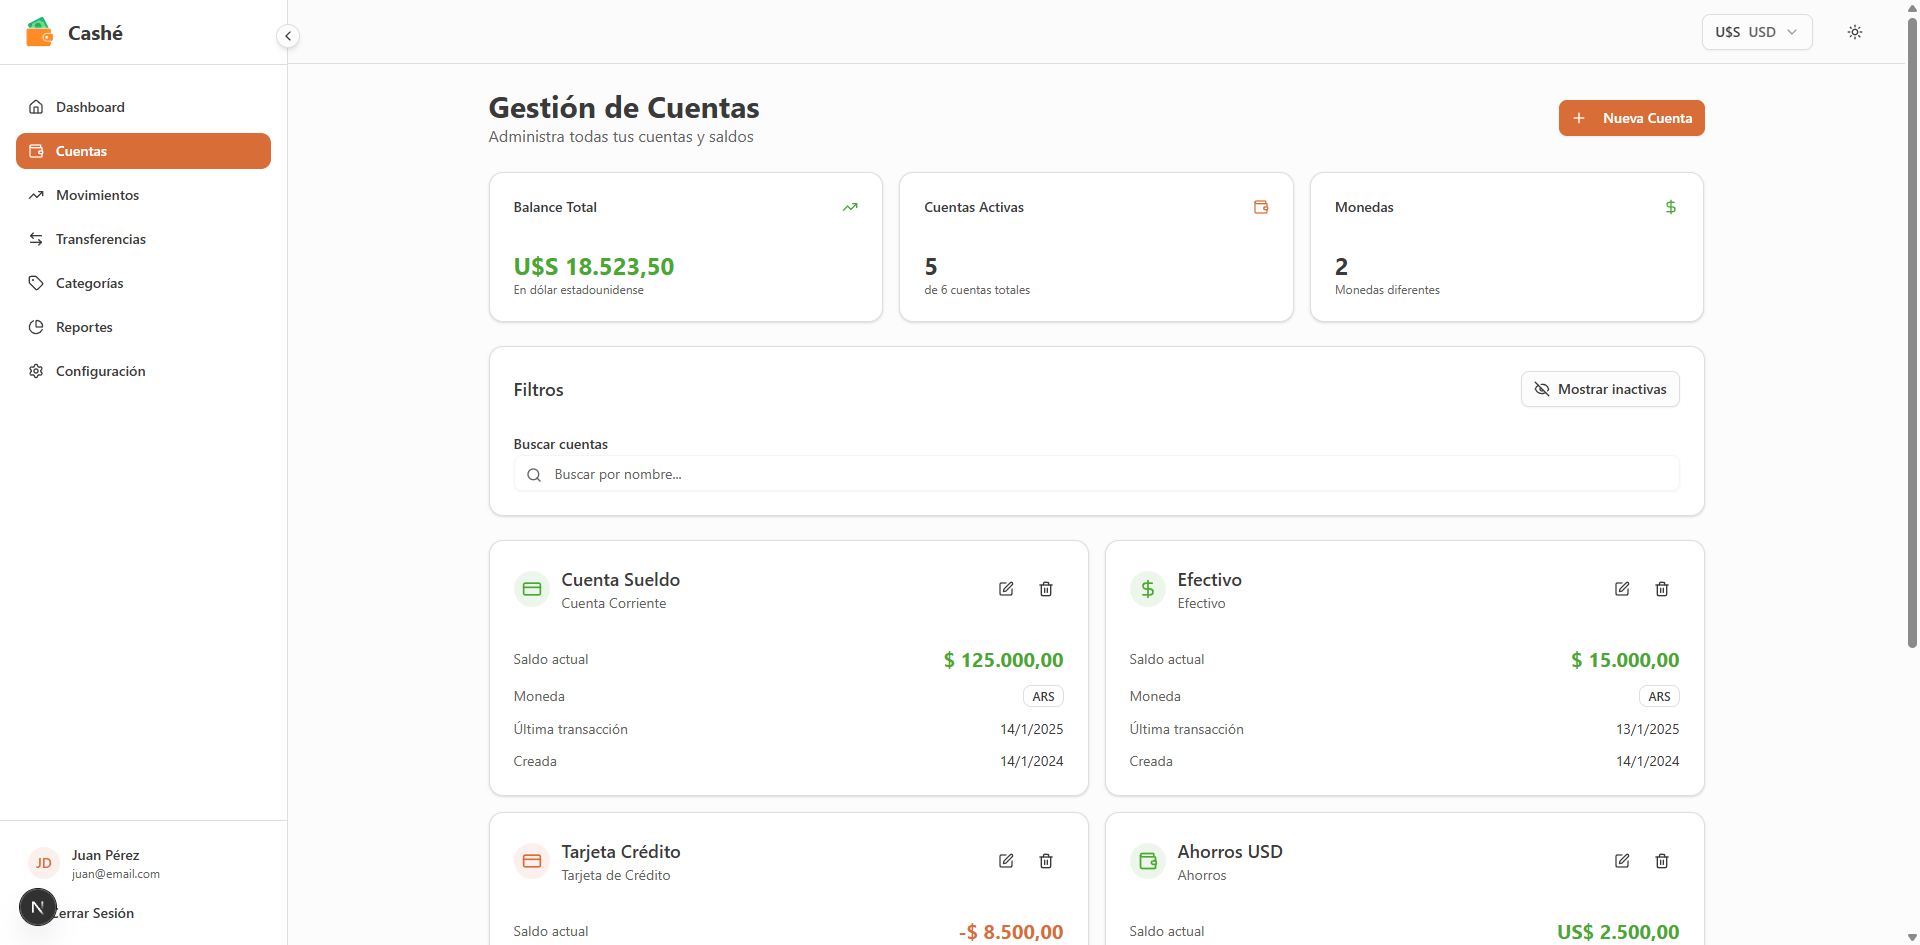 Cashé
U$S USD
Dashboard
Cuentas
Movimientos
Transferencias
Categorías
Reportes
Configuración
Gestión de Cuentas
Administra todas tus cuentas y saldos
Nueva Cuenta
Balance Total
U$S 18.523,50
En dólar estadounidense
Cuentas Activas
5
de 6 cuentas totales
Monedas
2
Monedas diferentes
Filtros
Mostrar inactivas
Buscar cuentas
Buscar por nombre...
Cuenta Sueldo
Cuenta Corriente
Saldo actual $ 125.000,00
Moneda ARS
Última transacción 14/1/2025
Creada 14/1/2024
Efectivo
Efectivo
Saldo actual $ 15.000,00
Moneda ARS
Última transacción 13/1/2025
Creada 14/1/2024
Tarjeta Crédito
Tarjeta de Crédito
Saldo actual -$ 8.500,00
Ahorros USD
Ahorros
Saldo actual US$ 2.500,00
JD
Juan Pérez
juan@email.com
N
Cerrar Sesión